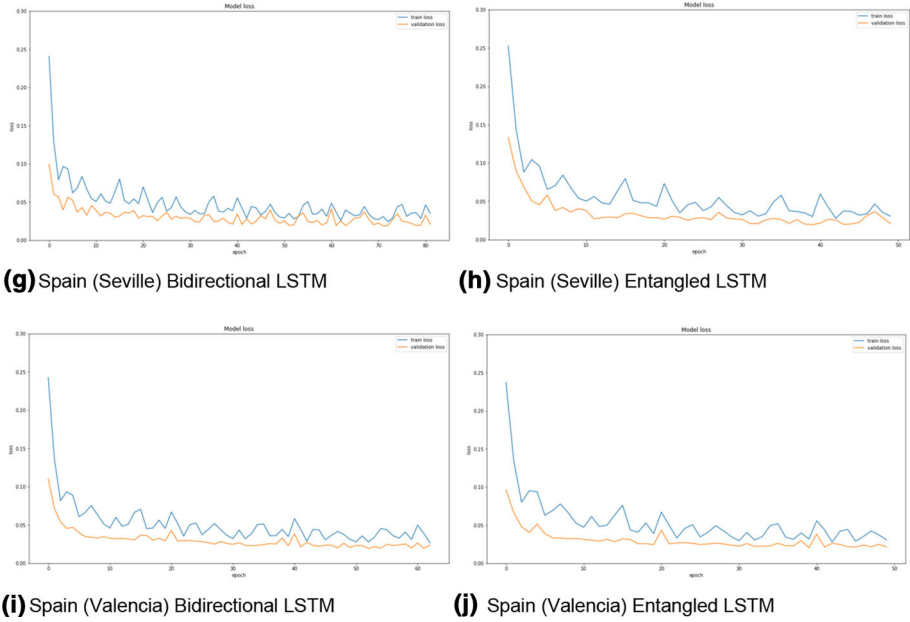 Model loss
train loss
validation loss
0.30
0.25
0.20
0.15
0.10
0.05
0.00
loss
0 10 20 30 40 50 60 70 80
epoch
(g) Spain (Seville) Bidirectional LSTM
Model loss
train loss
validation loss
0.30
0.25
0.20
0.15
0.10
0.05
0.00
loss
0 10 20 30 40 50
epoch
(h) Spain (Seville) Entangled LSTM
Model loss
train loss
validation loss
0.30
0.25
0.20
0.15
0.10
0.05
0.00
loss
0 10 20 30 40 50 60
epoch
(i) Spain (Valencia) Bidirectional LSTM
Model loss
train loss
validation loss
0.30
0.25
0.20
0.15
0.10
0.05
0.00
loss
0 10 20 30 40 50
epoch
(j) Spain (Valencia) Entangled LSTM